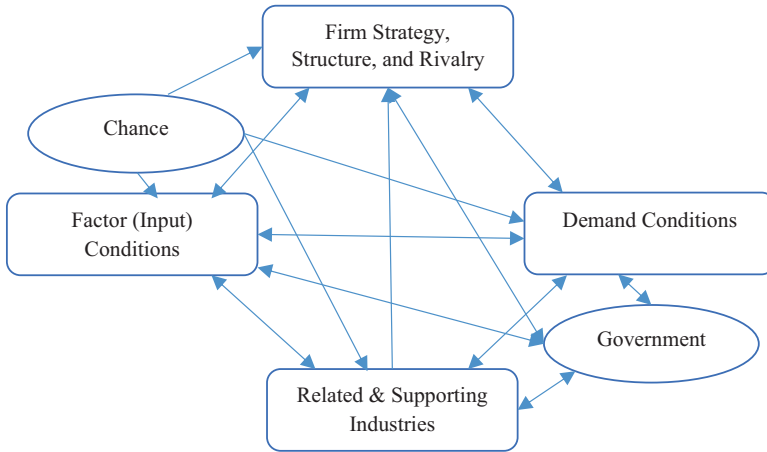 Firm Strategy,
Structure, and Rivalry
Chance
Factor (Input)
Conditions
Demand Conditions
Government
Related & Supporting
Industries